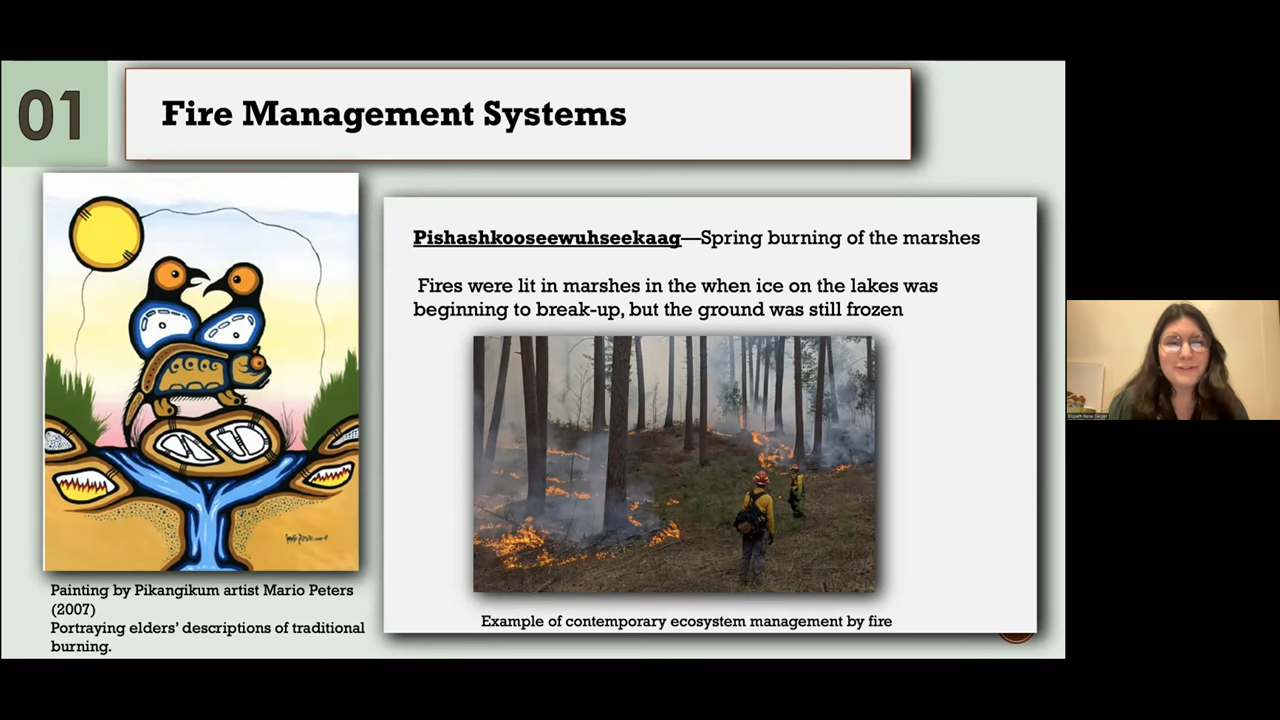 01
Fire Management Systems
Pishashkooseewuhseekaag—Spring burning of the marshes
Fires were lit in marshes in the when ice on the lakes was
beginning to break-up, but the ground was still frozen
Example of contemporary ecosystem management by fire
Painting by Pikangikum artist Mario Peters
(2007)
Portraying elders’ descriptions of traditional
burning.